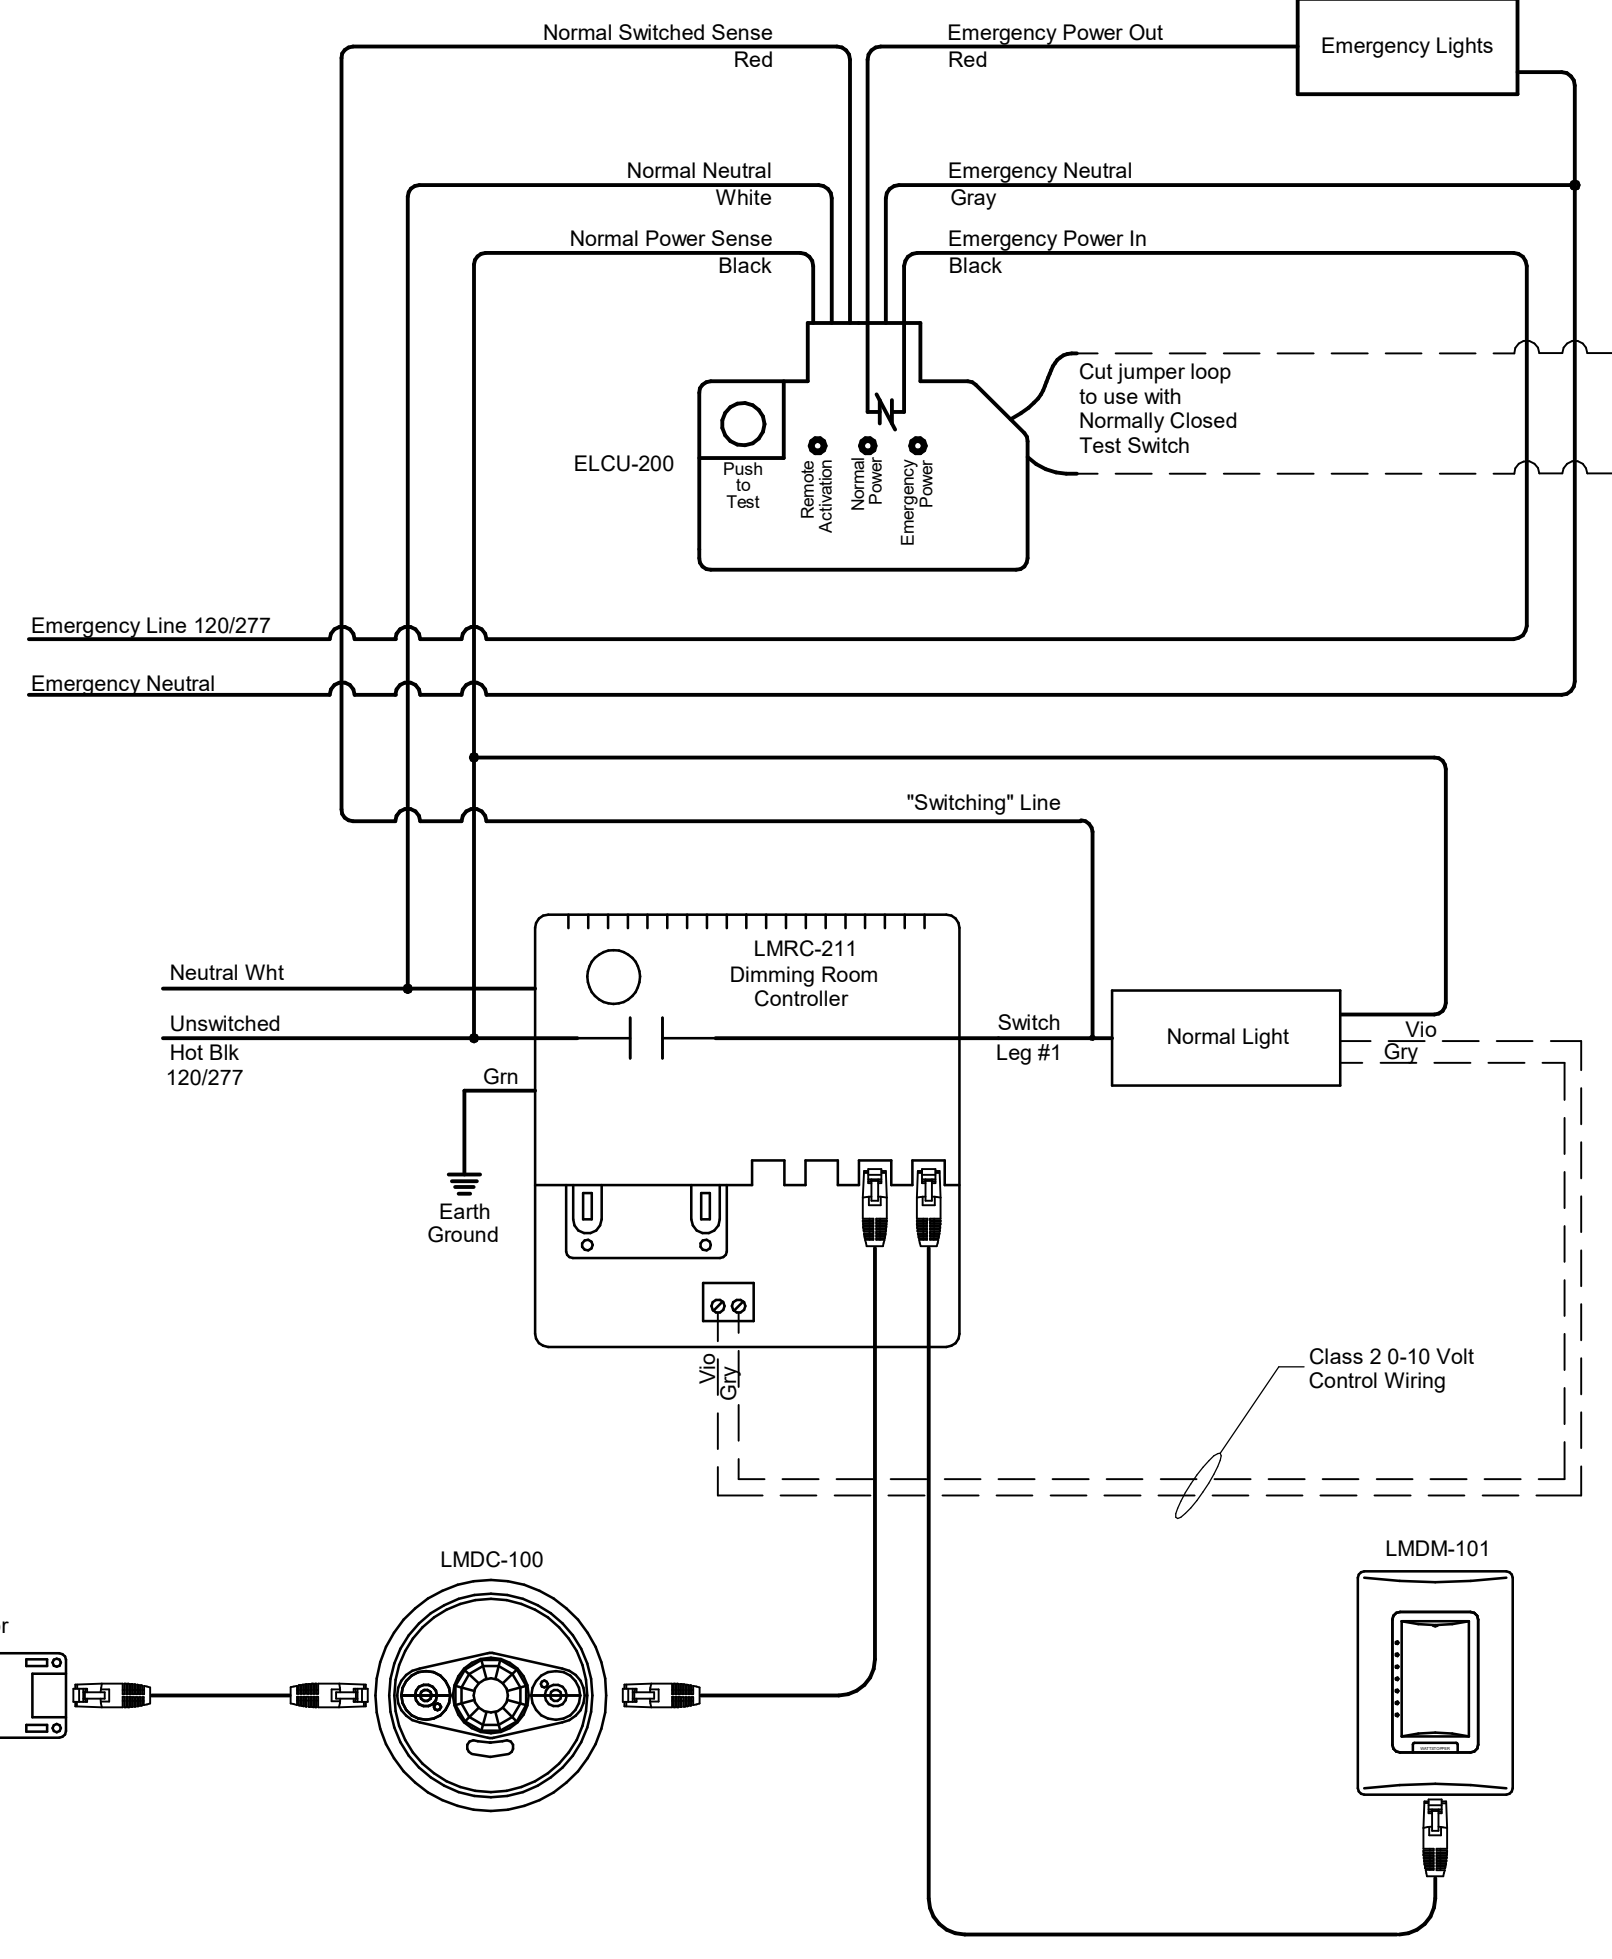 Normal Switched Sense
Red
Emergency Power Out
Red
Emergency Lights
Normal Neutral
White
Emergency Neutral
Gray
Normal Power Sense
Black
Emergency Power In
Black
Cut jumper loop
to use with
Normally Closed
Test Switch
ELCU-200
Push
to
Test
Remote
Activation
Normal
Power
Emergency
Power
Emergency Line 120/277
Emergency Neutral
"Switching" Line
LMRC-211
Dimming Room
Controller
Neutral Wht
Unswitched
Hot Blk
120/277
Switch
Leg #1
Normal Light
Vio
Gry
Grn
Earth
Ground
Vio
Gry
Class 2 0-10 Volt
Control Wiring
LMDC-100
LMDM-101
WATTSTOPPER